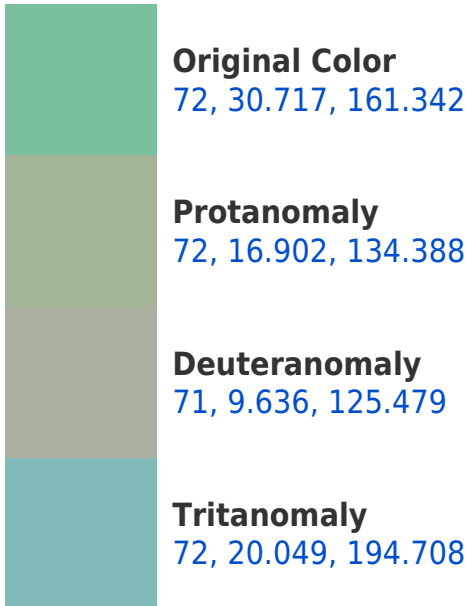 Original Color
72, 30.717, 161.342
Protanomaly
72, 16.902, 134.388
Deuteranomaly
71, 9.636, 125.479
Tritanomaly
72, 20.049, 194.708